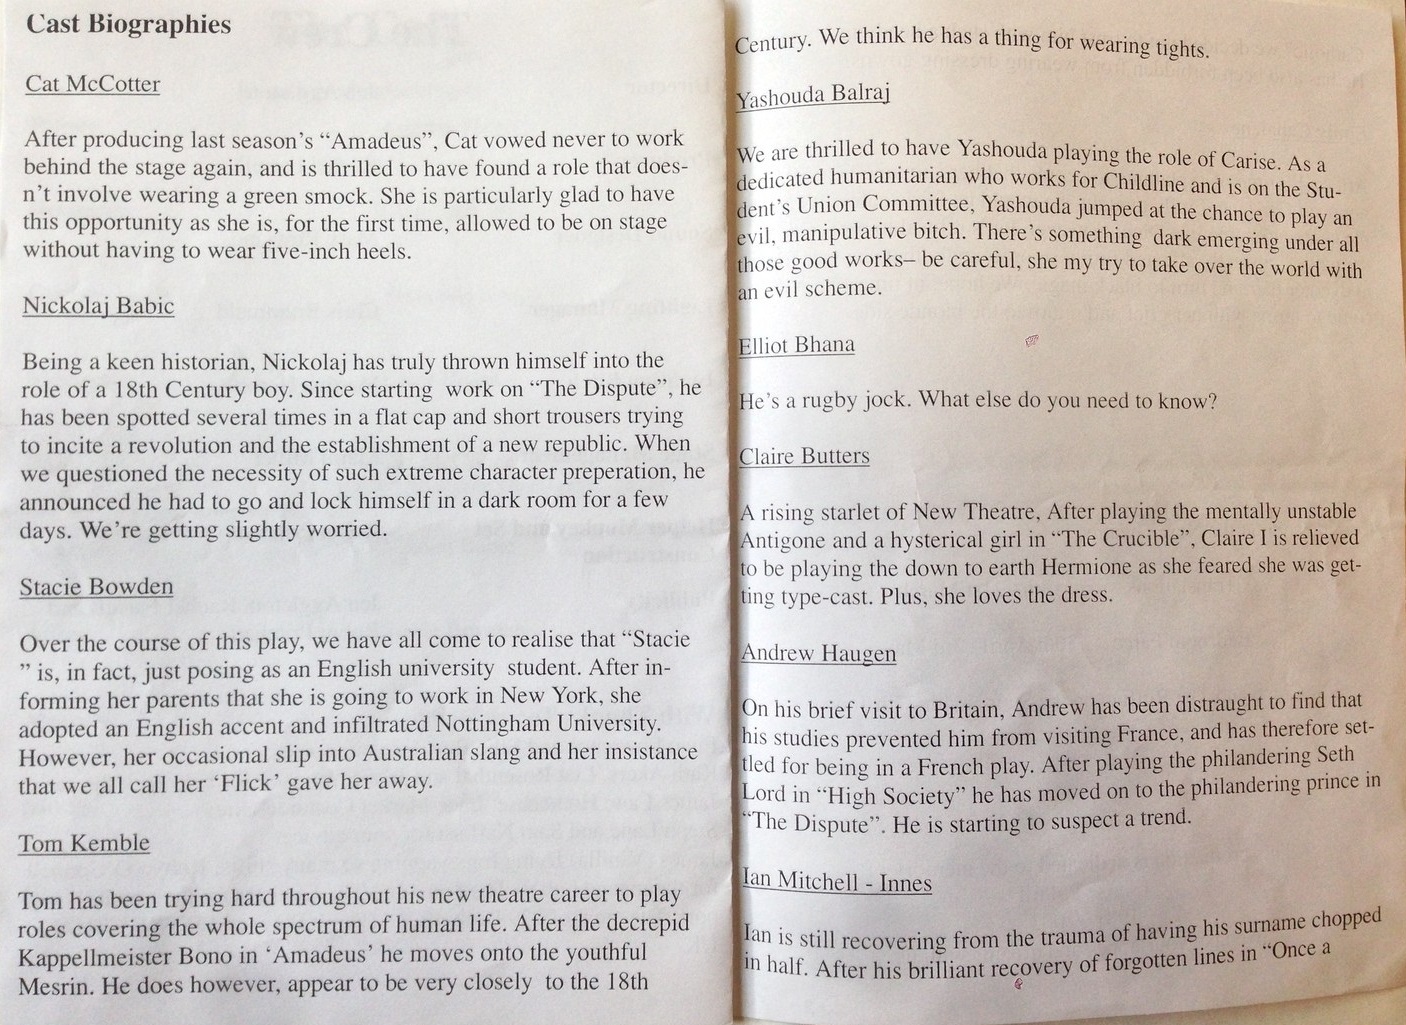 Cast Biographies
Cat McCotter
After producing last season's “Amadeus”, Cat vowed never to work
behind the stage again, and is thrilled to have found a role that does-
n't involve wearing a green smock. She is particularly glad to have
this opportunity as she is, for the first time, allowed to be on stage
without having to wear five-inch heels.
Nickolaj Babic
Being a keen historian, Nickolaj has truly thrown himself into the
role of a 18th Century boy. Since starting work on “The Dispute”, he
has been spotted several times in a flat cap and short trousers trying
to incite a revolution and the establishment of a new republic. When
we questioned the necessity of such extreme character preperation, he
announced he had to go and lock himself in a dark room for a few
days. We're getting slightly worried.
Stacie Bowden
Over the course of this play, we have all come to realise that “Stacie
” is, in fact, just posing as an English university student. After in-
forming her parents that she is going to work in New York, she
adopted an English accent and infiltrated Nottingham University.
However, her occasional slip into Australian slang and her insistance
that we all call her ‘Flick’ gave her away.
Tom Kemble
Tom has been trying hard throughout his new theatre career to play
roles covering the whole spectrum of human life. After the decrepid
Kappellmeister Bono in ‘Amadeus’ he moves onto the youthful
Mesrin. He does however, appear to be very closely to the 18th
Century. We think he has a thing for wearing tights.
Yashouda Balraj
We are thrilled to have Yashouda playing the role of Carise. As a
dedicated humanitarian who works for Childline and is on the Stu-
dent's Union Committee, Yashouda jumped at the chance to play an
evil, manipulative bitch. There's something dark emerging under all
those good works– be careful, she my try to take over the world with
an evil scheme.
Elliot Bhana
He's a rugby jock. What else do you need to know?
Claire Butters
A rising starlet of New Theatre, After playing the mentally unstable
Antigone and a hysterical girl in “The Crucible”, Claire I is relieved
to be playing the down to earth Hermione as she feared she was get-
ting type-cast. Plus, she loves the dress.
Andrew Haugen
On his brief visit to Britain, Andrew has been distraught to find that
his studies prevented him from visiting France, and has therefore set-
tled for being in a French play. After playing the philandering Seth
Lord in “High Society” he has moved on to the philandering prince in
“The Dispute”. He is starting to suspect a trend.
Ian Mitchell - Innes
Ian is still recovering from the trauma of having his surname chopped
in half. After his brilliant recovery of forgotten lines in “Once a